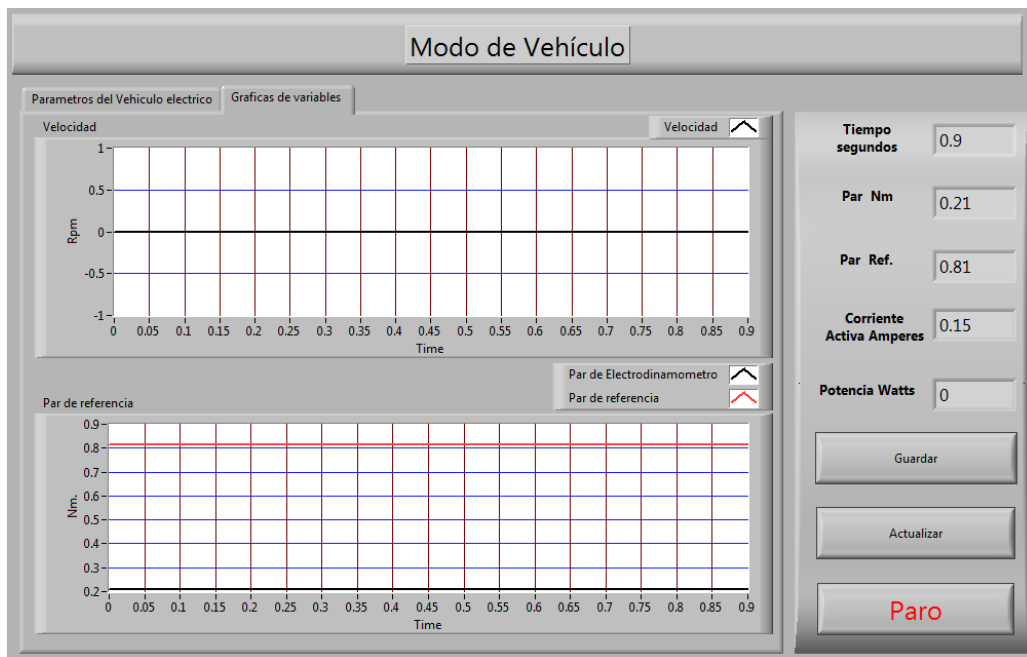 Modo de Vehículo
Parametros del Vehiculo electrico
Graficas de variables
Velocidad
Velocidad
1
0.5
0
-0.5
-1
Rpm
0 0.05 0.1 0.15 0.2 0.25 0.3 0.35 0.4 0.45 0.5 0.55 0.6 0.65 0.7 0.75 0.8 0.85 0.9
Time
Par de Electrodinamometro
Par de referencia
Par de referencia
0.9
0.8
0.7
0.6
0.5
0.4
0.3
0.2
Nm.
0 0.05 0.1 0.15 0.2 0.25 0.3 0.35 0.4 0.45 0.5 0.55 0.6 0.65 0.7 0.75 0.8 0.85 0.9
Time
Tiempo
segundos
0.9
Par Nm
0.21
Par Ref.
0.81
Corriente
Activa Amperes
0.15
Potencia Watts
0
Guardar
Actualizar
Paro